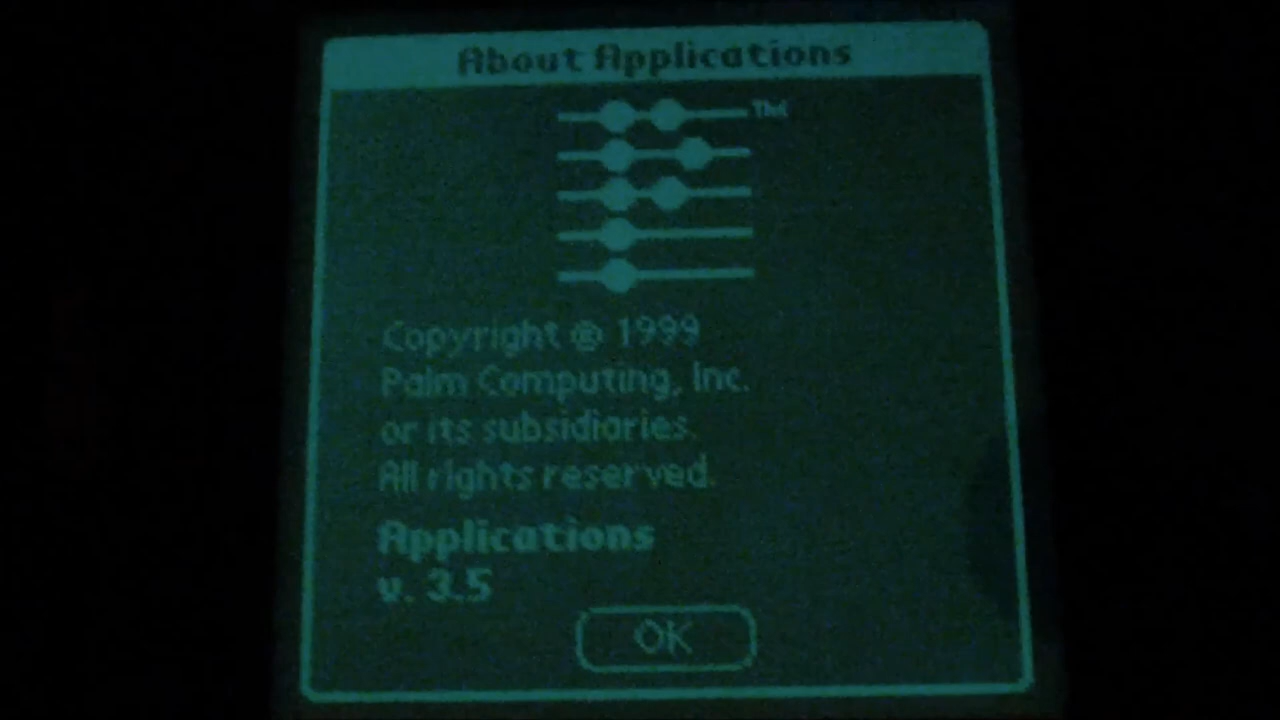 About Applications
TM
Copyright © 1999
Palm Computing, Inc.
or its subsidiaries.
All rights reserved.
Applications
v. 3.5
OK